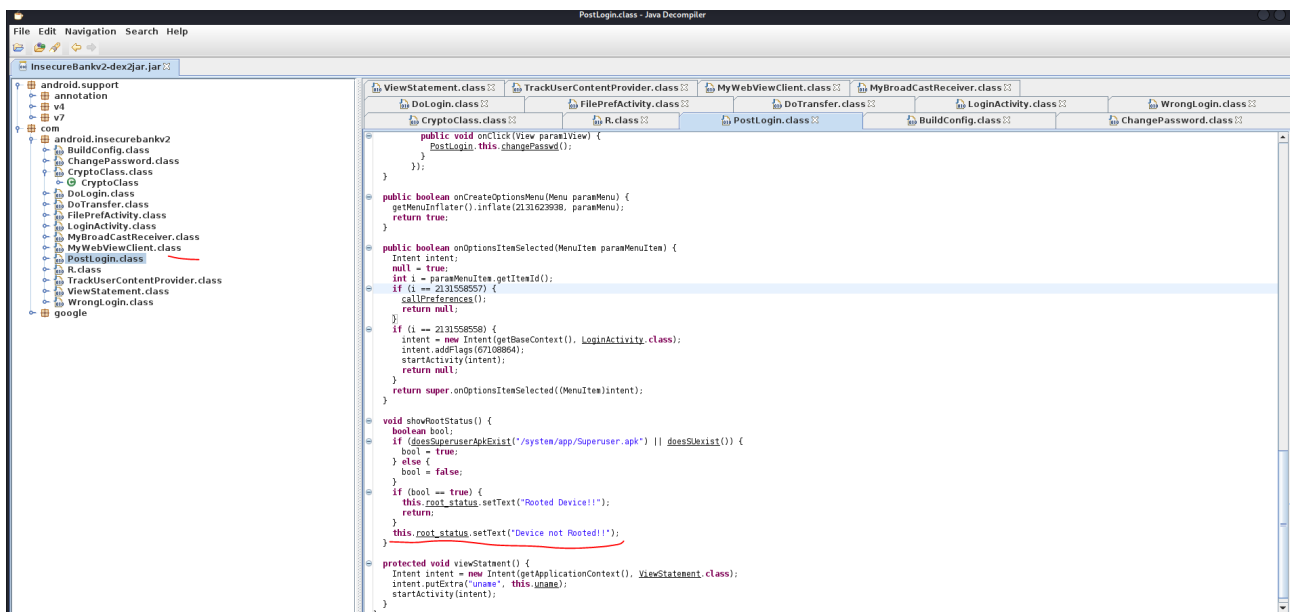 PostLogin.class - Java Decompiler
File Edit Navigation Search Help
InsecureBankv2-dex2jar.jar
android.support
annotation
v4
v7
com
android.insecurebankv2
BuildConfig.class
ChangePassword.class
CryptoClass.class
CryptoClass
DoLogin.class
DoTransfer.class
FilePrefActivity.class
LoginActivity.class
MyBroadCastReceiver.class
MyWebViewClient.class
PostLogin.class
R.class
TrackUserContentProvider.class
ViewStatement.class
WrongLogin.class
google
ViewStatement.class TrackUserContentProvider.class MyWebViewClient.class MyBroadCastReceiver.class
DoLogin.class FilePrefActivity.class DoTransfer.class LoginActivity.class WrongLogin.class
CryptoClass.class R.class PostLogin.class BuildConfig.class ChangePassword.class
public void onClick(View param1View) {
PostLogin.this.changePasswd();
}
});
}
public boolean onCreateOptionsMenu(Menu paramMenu) {
getMenuInflater().inflate(2131623938, paramMenu);
return true;
}
public boolean onOptionsItemSelected(MenuItem paramMenuItem) {
Intent intent;
null = true;
int i = paramMenuItem.getItemId();
if (i == 2131558557) {
callPreferences();
return null;
}
if (i == 2131558558) {
intent = new Intent(getBaseContext(), LoginActivity.class);
intent.addFlags(67108864);
startActivity(intent);
return null;
}
return super.onOptionsItemSelected((MenuItem)intent);
}
void showRootStatus() {
boolean bool;
if (doesSuperuserApkExist("/system/app/Superuser.apk") || doesSUexist()) {
bool = true;
} else {
bool = false;
}
if (bool == true) {
this.root_status.setText("Rooted Device!!");
return;
}
this.root_status.setText("Device not Rooted!!");
}
protected void viewStatment() {
Intent intent = new Intent(getApplicationContext(), ViewStatement.class);
intent.putExtra("uname", this.uname);
startActivity(intent);
}
}